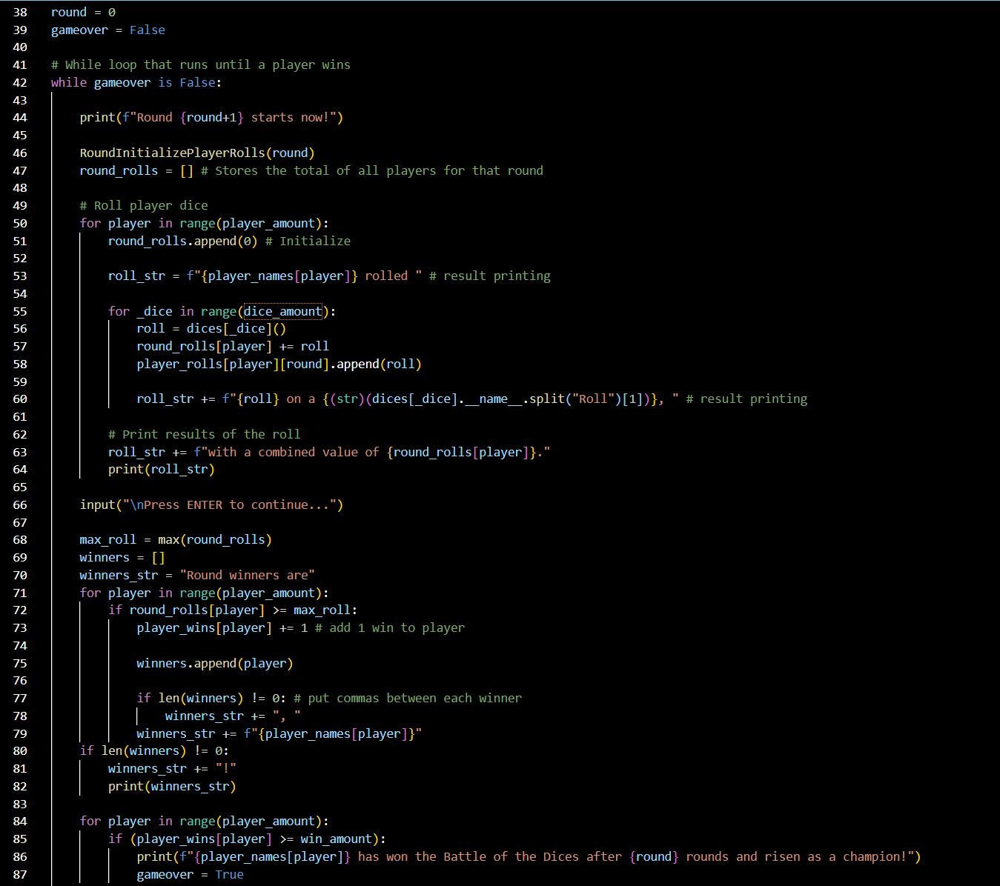 38 round = 0
39 gameover = False
40
41 # While loop that runs until a player wins
42 while gameover is False:
43
44     print(f"Round {round+1} starts now!")
45
46     RoundInitializePlayerRolls(round)
47     round_rolls = [] # Stores the total of all players for that round
48
49     # Roll player dice
50     for player in range(player_amount):
51         round_rolls.append(0) # Initialize
52
53         roll_str = f"{player_names[player]} rolled " # result printing
54
55         for _dice in range(dice_amount):
56             roll = dices[_dice]()
57             round_rolls[player] += roll
58             player_rolls[player][round].append(roll)
59
60             roll_str += f"{roll} on a {(str)(dices[_dice].__name__.split("Roll")[1])}, " # result printing
61
62         # Print results of the roll
63         roll_str += f"with a combined value of {round_rolls[player]}."
64         print(roll_str)
65
66     input("\nPress ENTER to continue...")
67
68     max_roll = max(round_rolls)
69     winners = []
70     winners_str = "Round winners are"
71     for player in range(player_amount):
72         if round_rolls[player] >= max_roll:
73             player_wins[player] += 1 # add 1 win to player
74
75             winners.append(player)
76
77             if len(winners) != 0: # put commas between each winner
78                 winners_str += ", "
79             winners_str += f"{player_names[player]}"
80     if len(winners) != 0:
81         winners_str += "!"
82         print(winners_str)
83
84     for player in range(player_amount):
85         if (player_wins[player] >= win_amount):
86             print(f"{player_names[player]} has won the Battle of the Dices after {round} rounds and risen as a champion!")
87             gameover = True